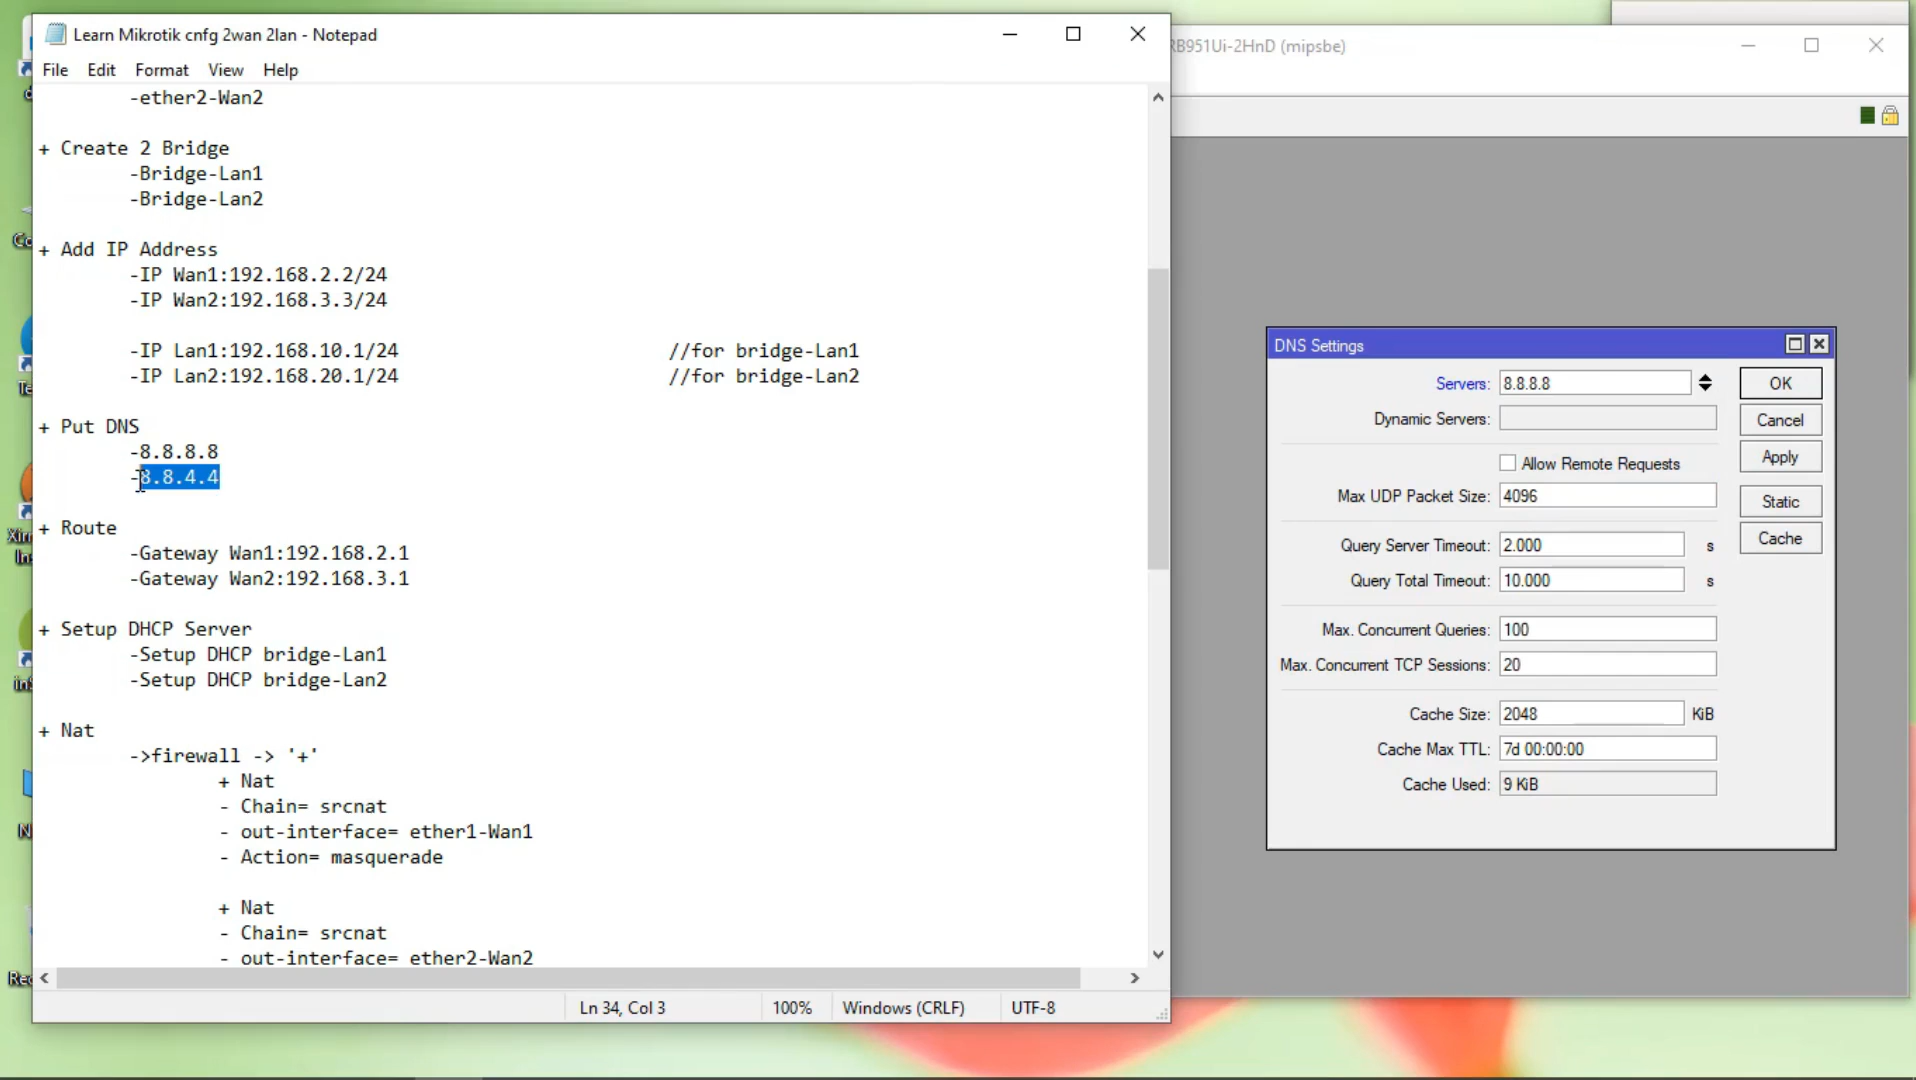 Learn Mikrotik cnfg 2wan 2lan - Notepad
File Edit Format View Help
-ether2-Wan2
+ Create 2 Bridge
-Bridge-Lan1
-Bridge-Lan2
+ Add IP Address
-IP Wan1:192.168.2.2/24
-IP Wan2:192.168.3.3/24
-IP Lan1:192.168.10.1/24 //for bridge-Lan1
-IP Lan2:192.168.20.1/24 //for bridge-Lan2
+ Put DNS
-8.8.8.8
-8.8.4.4
+ Route
-Gateway Wan1:192.168.2.1
-Gateway Wan2:192.168.3.1
+ Setup DHCP Server
-Setup DHCP bridge-Lan1
-Setup DHCP bridge-Lan2
+ Nat
->firewall -> '+'
+ Nat
- Chain= srcnat
- out-interface= ether1-Wan1
- Action= masquerade
+ Nat
- Chain= srcnat
- out-interface= ether2-Wan2
Ln 34, Col 3 100% Windows (CRLF) UTF-8
RB951Ui-2HnD (mipsbe)
DNS Settings
Servers: 8.8.8.8
Dynamic Servers:
Allow Remote Requests
Max UDP Packet Size: 4096
Query Server Timeout: 2.000 s
Query Total Timeout: 10.000 s
Max. Concurrent Queries: 100
Max. Concurrent TCP Sessions: 20
Cache Size: 2048 KiB
Cache Max TTL: 7d 00:00:00
Cache Used: 9 KiB
OK
Cancel
Apply
Static
Cache